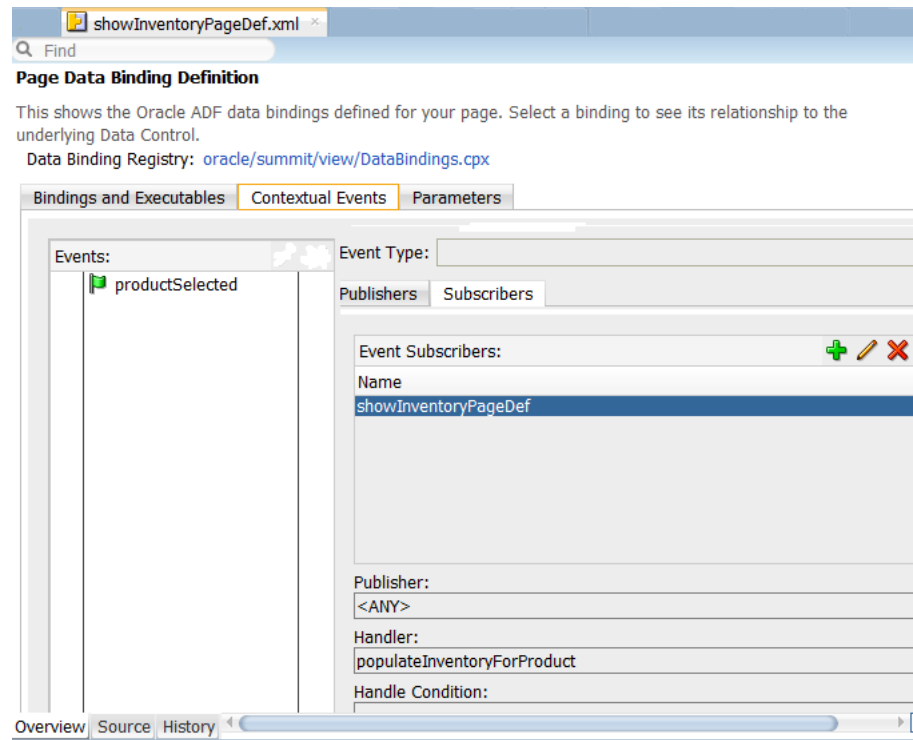 showInventoryPageDef.xml
Find
Page Data Binding Definition
This shows the Oracle ADF data bindings defined for your page. Select a binding to see its relationship to the
underlying Data Control.
Data Binding Registry: oracle/summit/view/DataBindings.cpx
Bindings and Executables Contextual Events Parameters
Events:
productSelected
Event Type:
Publishers Subscribers
Event Subscribers:
Name
showInventoryPageDef
Publisher:
<ANY>
Handler:
populateInventoryForProduct
Handle Condition:
Overview Source History